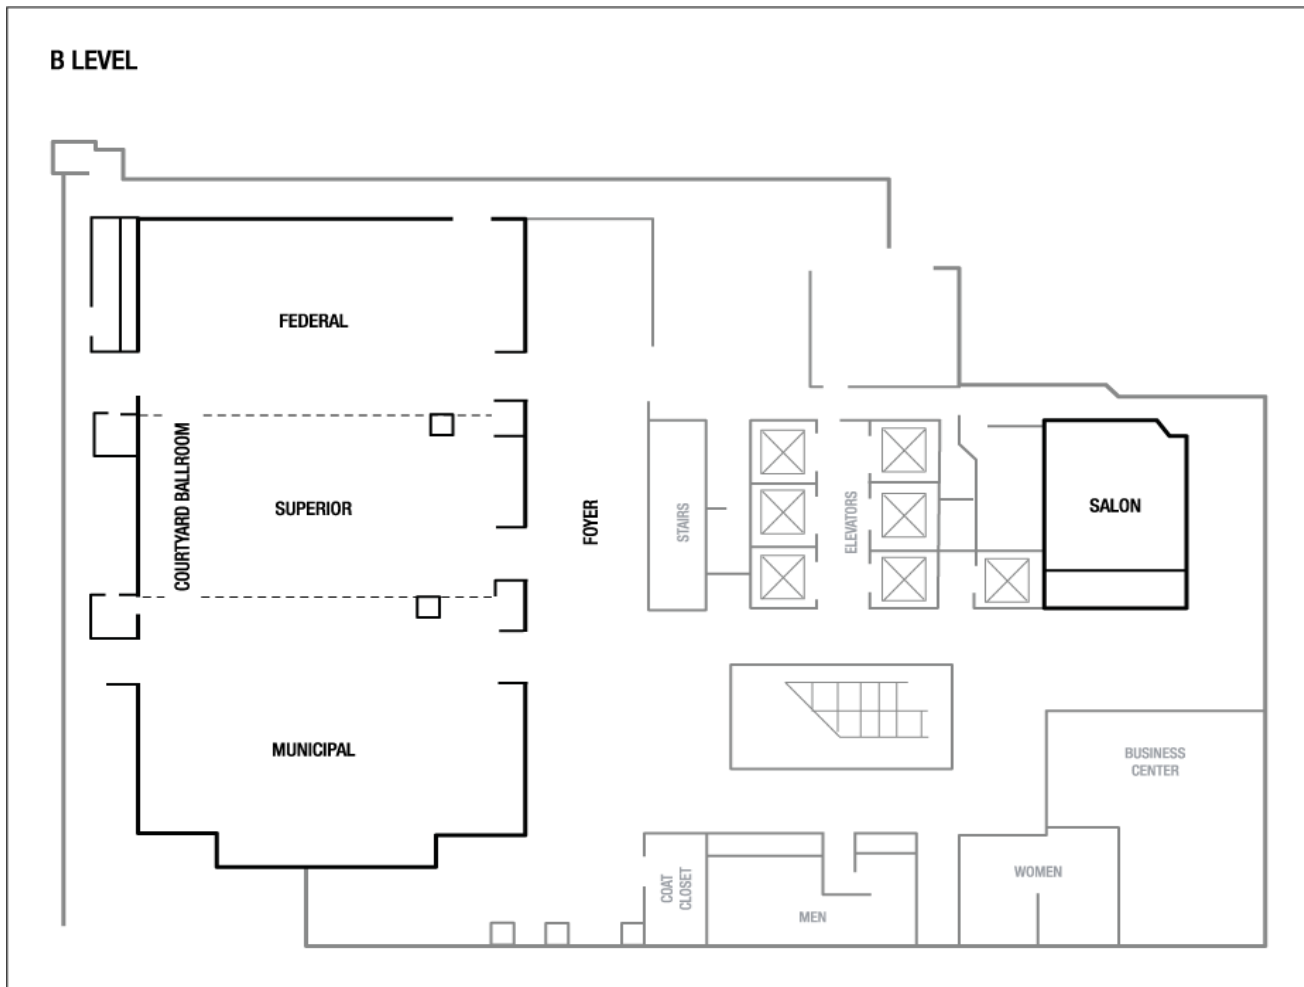 B LEVEL
FEDERAL
COURTYARD BALLROOM
SUPERIOR
FOYER
STAIRS
ELEVATORS
SALON
MUNICIPAL
BUSINESS
CENTER
COAT
CLOSET
MEN
WOMEN